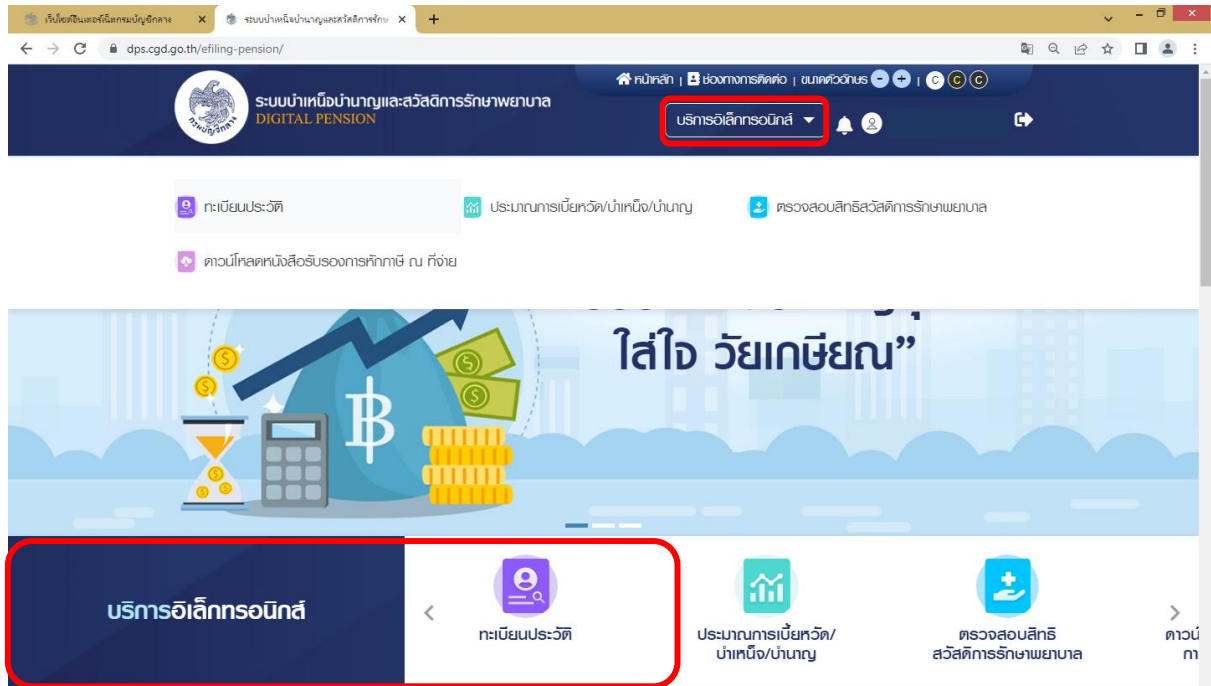 เว็บไซต์อินเตอร์เน็ตกรมบัญชีกลาง
ระบบบำเหน็จบำนาญและสวัสดิการรักษ
dps.cgd.go.th/efiling-pension/
หน้าหลัก | ช่องทางการติดต่อ | ขนาดตัวอักษร - + | C C C
กรมบัญชีกลาง
ระบบบำเหน็จบำนาญและสวัสดิการรักษาพยาบาล
DIGITAL PENSION
บริการอิเล็กทรอนิกส์
ทะเบียนประวัติ
ประมาณการเบี้ยหวัด/บำเหน็จ/บำนาญ
ตรวจสอบสิทธิสวัสดิการรักษาพยาบาล
ดาวน์โหลดหนังสือรับรองการหักภาษี ณ ที่จ่าย
ใส่ใจ วัยเกษียณ”
บริการอิเล็กทรอนิกส์
ทะเบียนประวัติ
ประมาณการเบี้ยหวัด/
บำเหน็จ/บำนาญ
ตรวจสอบสิทธิ
สวัสดิการรักษาพยาบาล
ดาวน์
กา